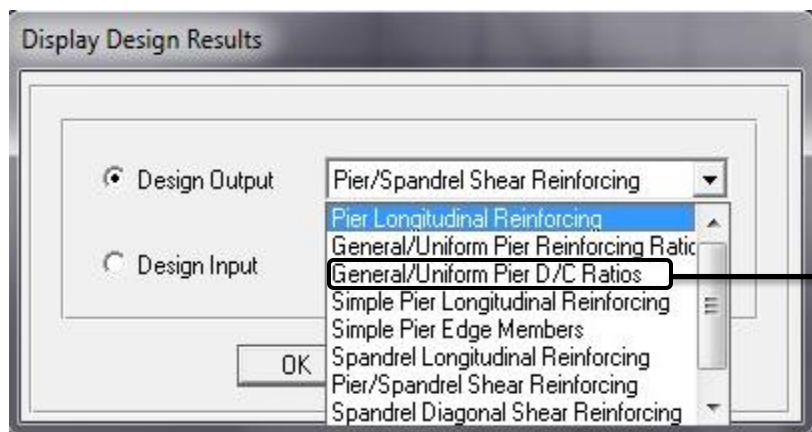 Display Design Results
Design Output
Pier/Spandrel Shear Reinforcing
Pier Longitudinal Reinforcing
General/Uniform Pier Reinforcing Ratio
Design Input
General/Uniform Pier D/C Ratios
Simple Pier Longitudinal Reinforcing
Simple Pier Edge Members
OK
Spandrel Longitudinal Reinforcing
Pier/Spandrel Shear Reinforcing
Spandrel Diagonal Shear Reinforcing